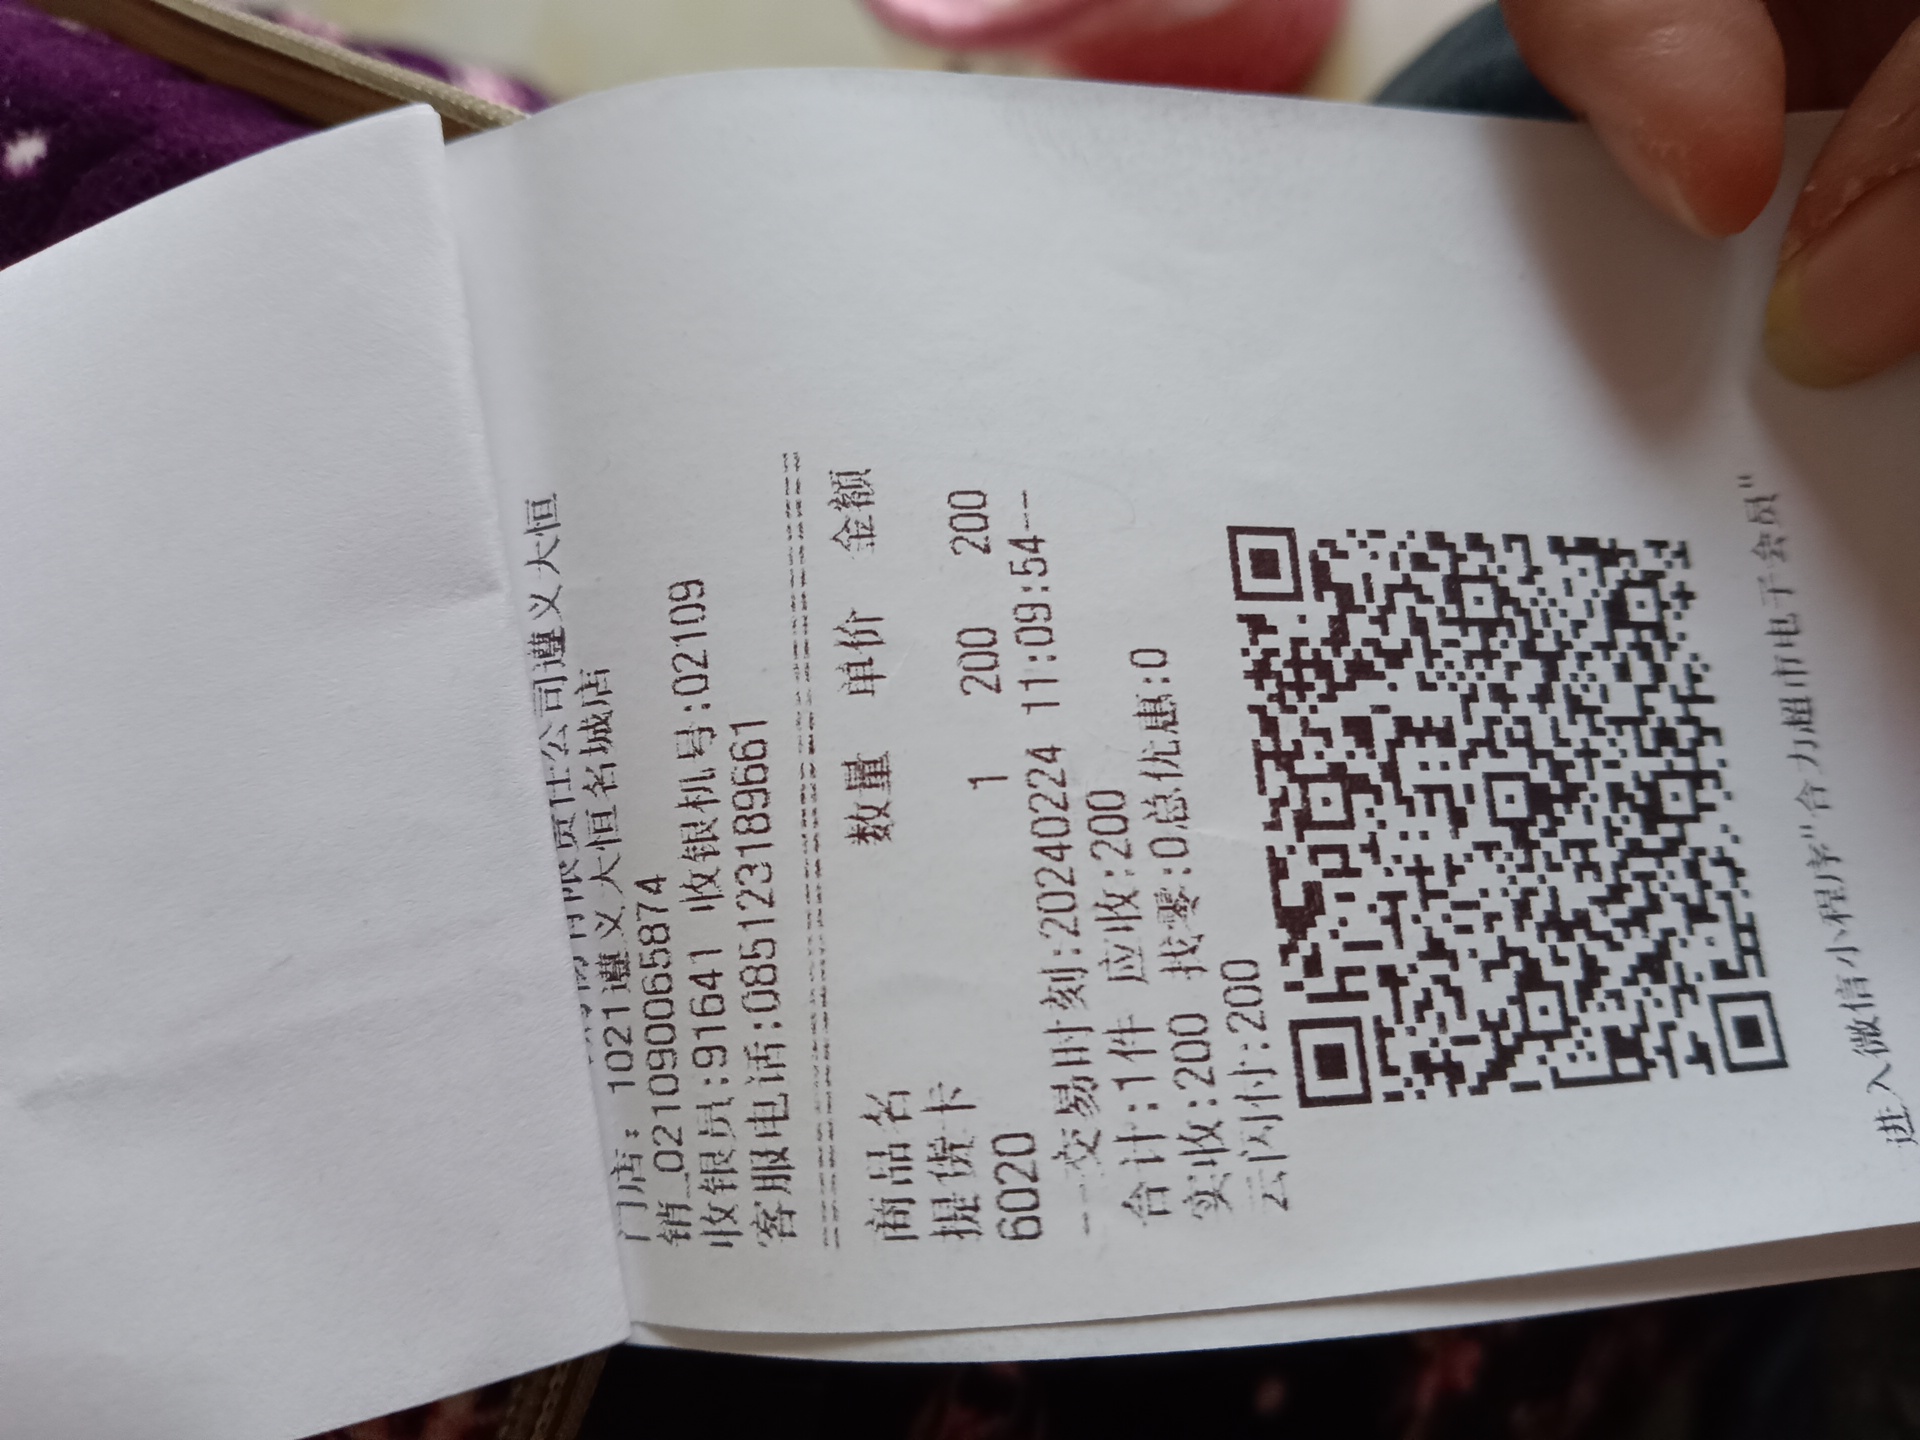 有限责任公司遵义大恒
门店: 1021遵义大恒名城店
销_021090065874
收银员:91641 收银机号:02109
客服电话:085123189661
================================
商品名 数量 单价 金额
提货卡
6020 1 200 200
--交易时刻:20240224 11:09:54--
合计:1件 应收:200
实收:200 找零:0总优惠:0
云闪付:200
进入微信小程序"合力超市电子会员"